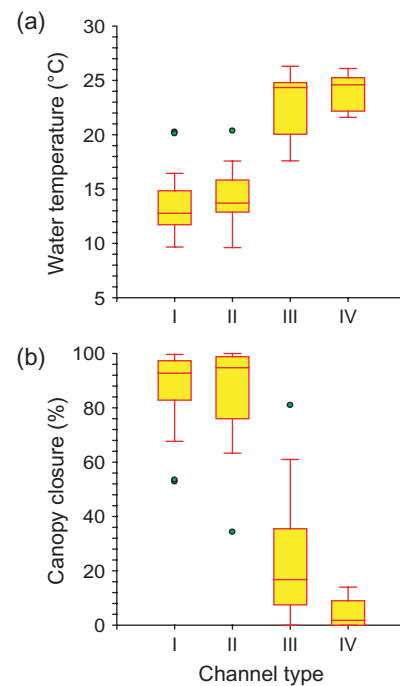 (a)
30
25
20
15
10
5
Water temperature (°C)
I II III IV
(b)
100
80
60
40
20
0
Canopy closure (%)
I II III IV
Channel type